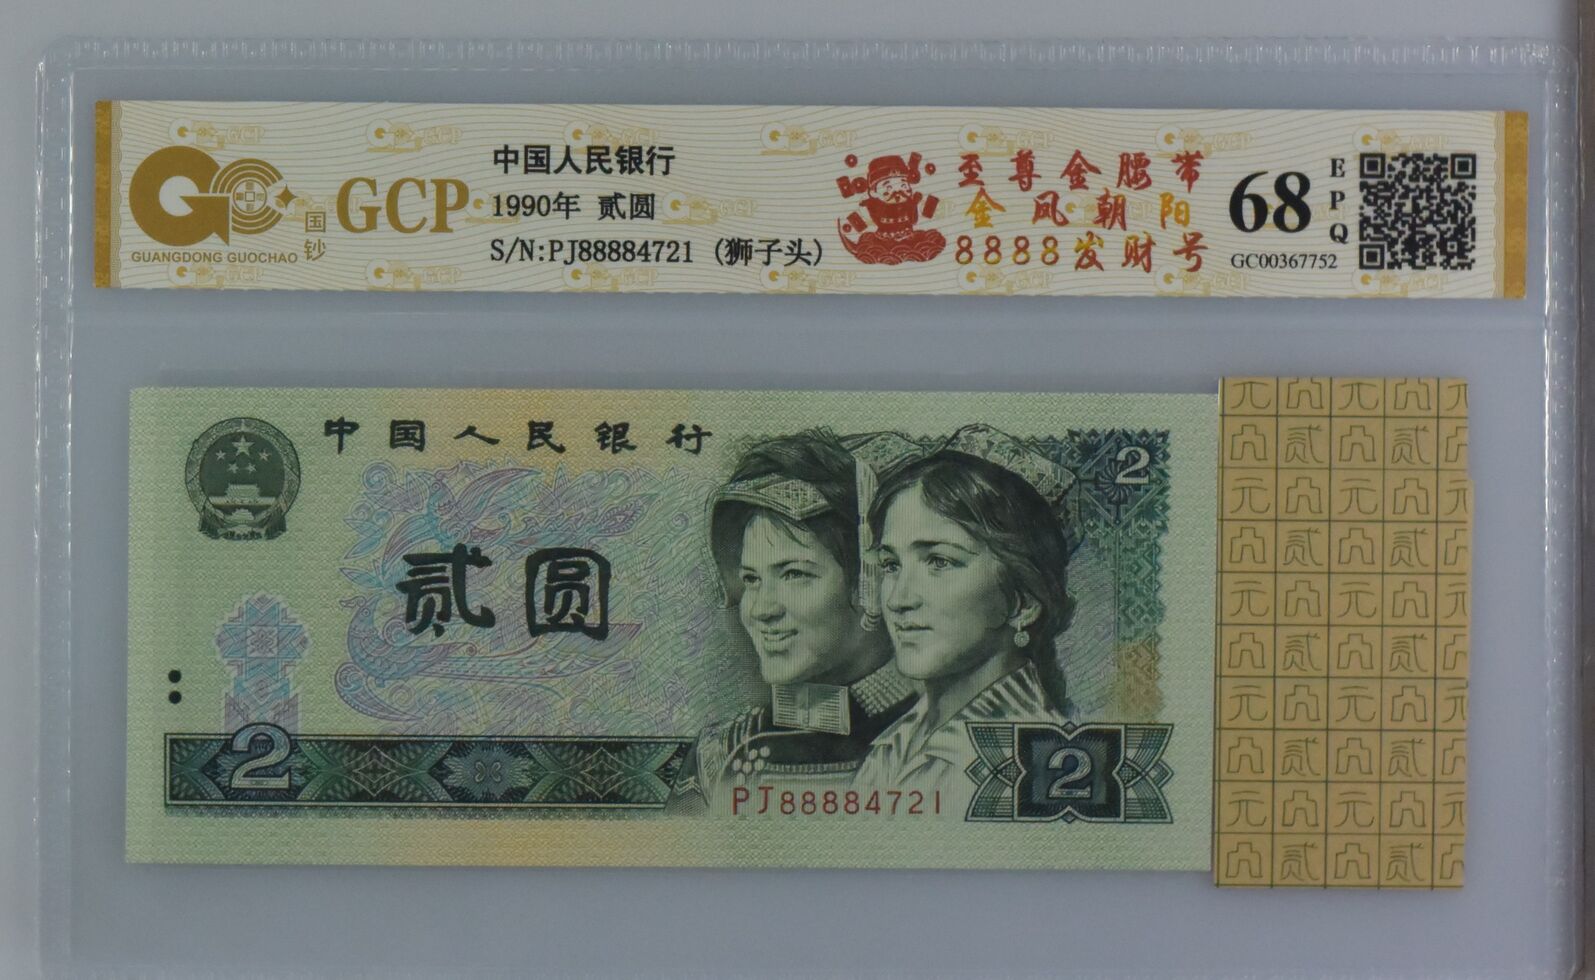 GUANGDONG GUOCHAO
国钞
GCP
中国人民银行
1990年 贰圆
S/N:PJ88884721 (狮子头)
至尊金腰带
金凤朝阳
8888发财号
68
EPQ
GC00367752
中国人民银行
贰圆
2
2
2
PJ88884721